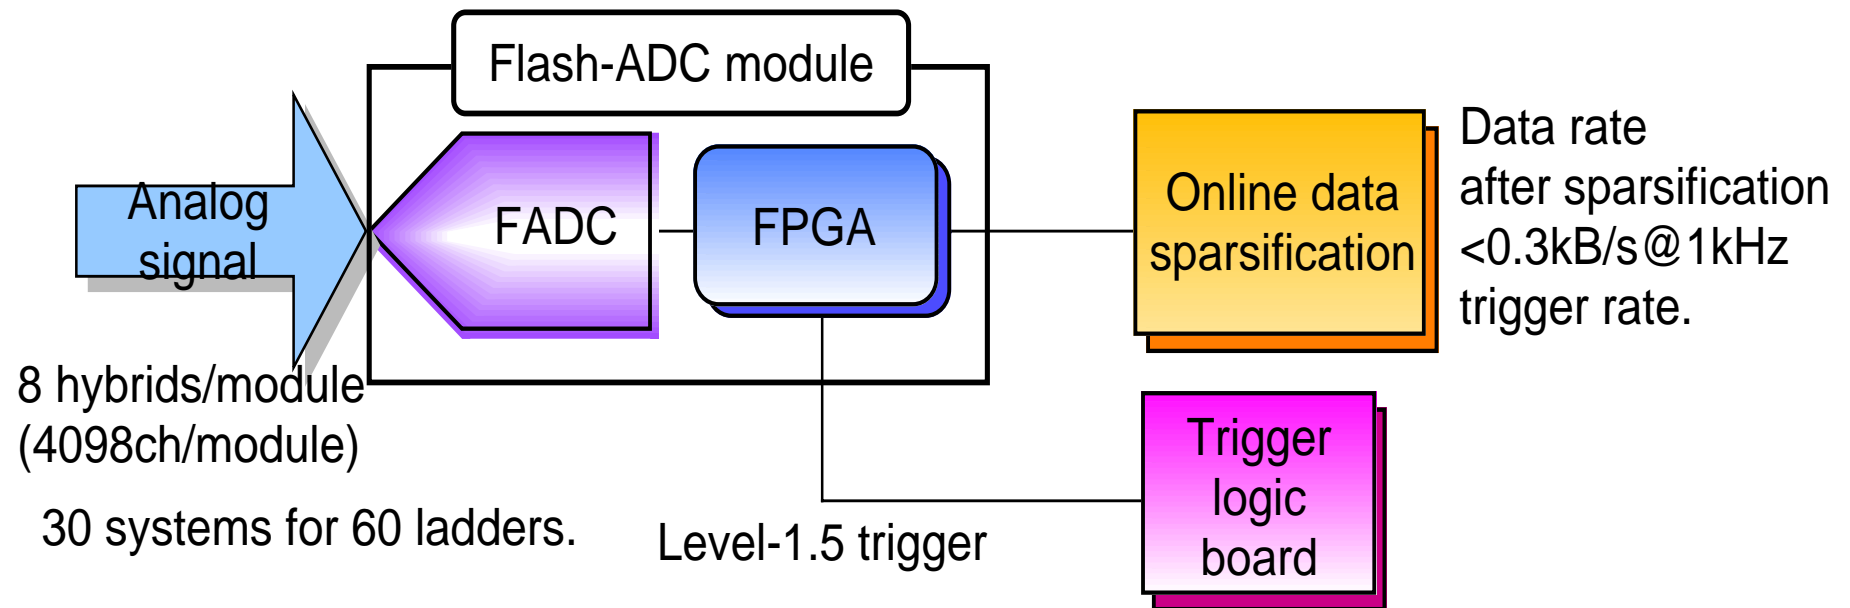 Flash-ADC module
Analog
signal
FADC
FPGA
Online data
sparsification
Data rate
after sparsification
<0.3kB/s@1kHz
trigger rate.
8 hybrids/module
(4098ch/module)
30 systems for 60 ladders.
Level-1.5 trigger
Trigger
logic
board